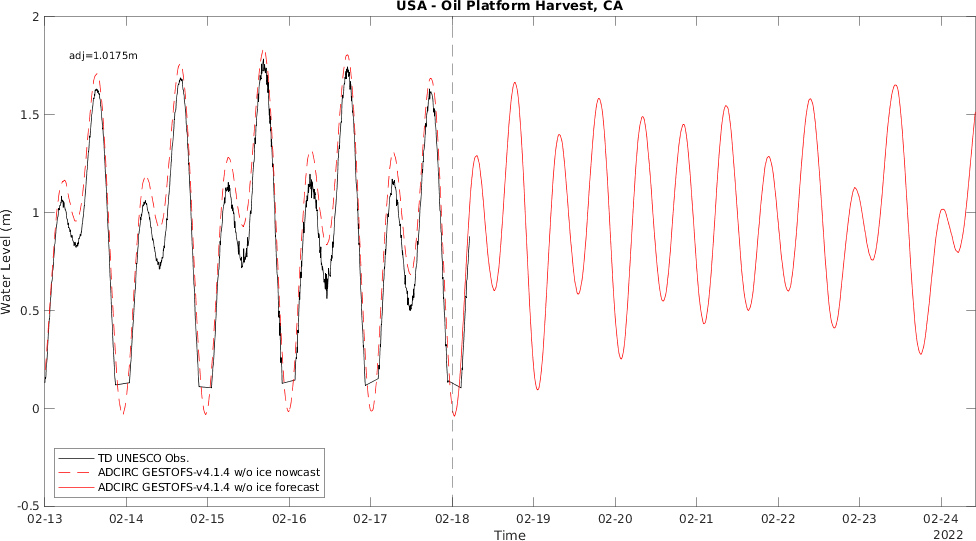 USA - Oil Platform Harvest, CA
adj=1.0175m
2
1.5
1
0.5
0
-0.5
Water Level (m)
TD UNESCO Obs.
ADCIRC GESTOFS-v4.1.4 w/o ice nowcast
ADCIRC GESTOFS-v4.1.4 w/o ice forecast
02-13 02-14 02-15 02-16 02-17 02-18 02-19 02-20 02-21 02-22 02-23 02-24
Time
2022